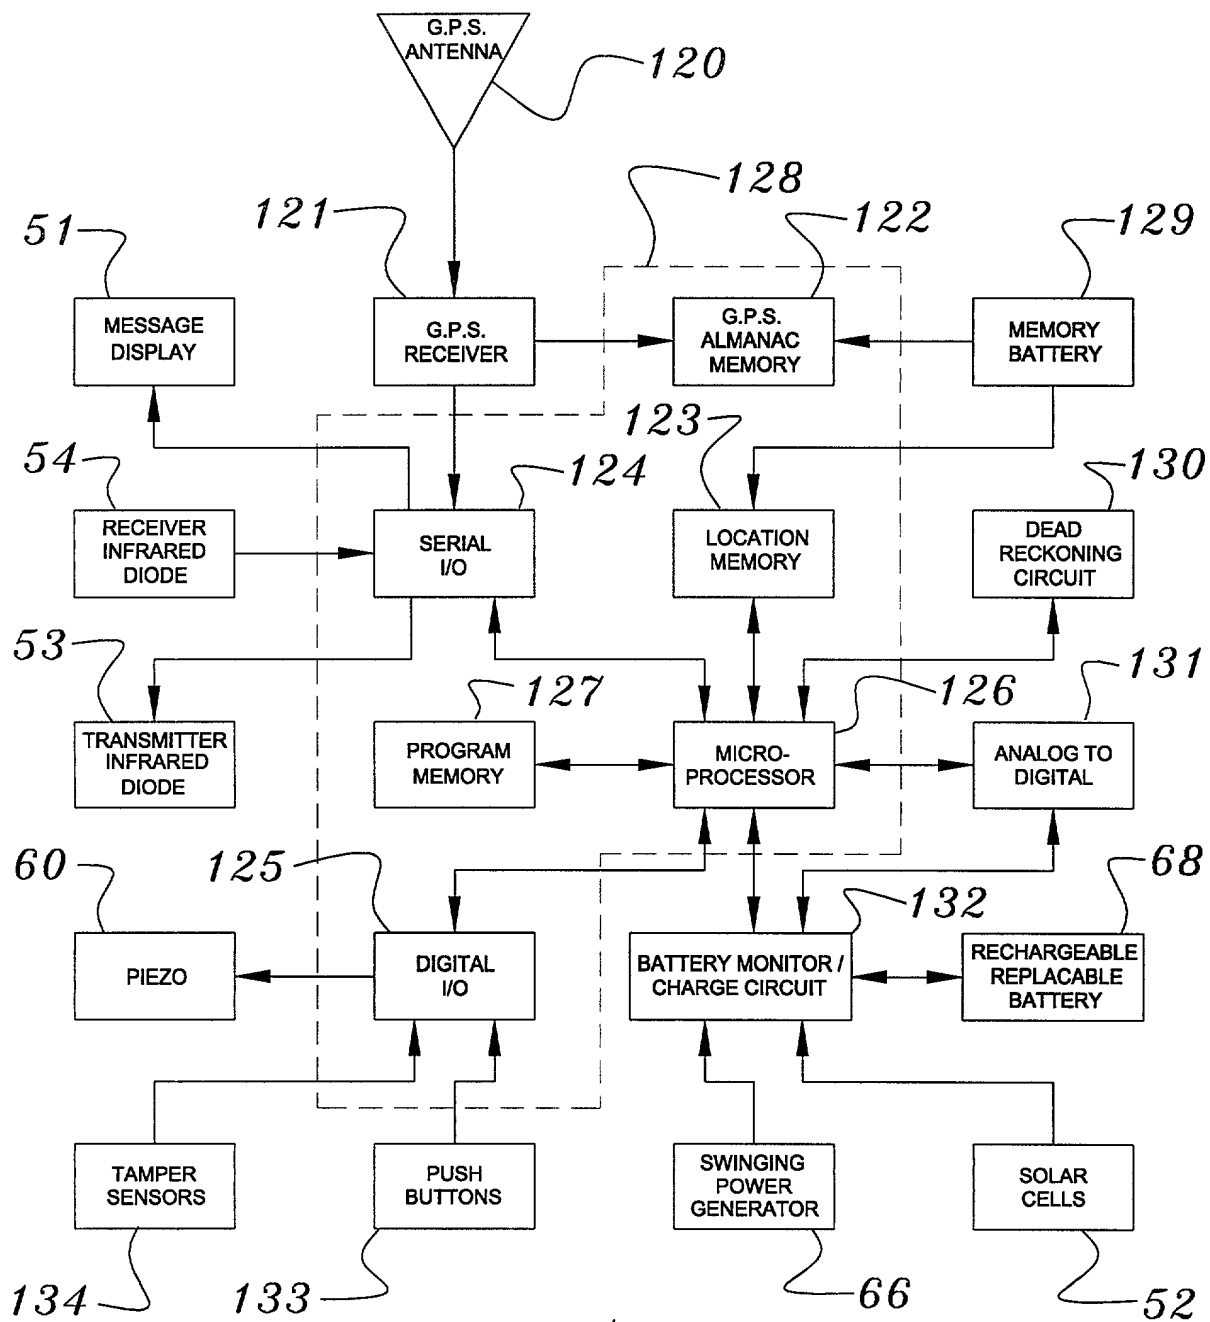 G.P.S.
ANTENNA
120
128
121
122
129
51
MESSAGE
DISPLAY
G.P.S.
RECEIVER
G.P.S.
ALMANAC
MEMORY
MEMORY
BATTERY
123
54
124
130
RECEIVER
INFRARED
DIODE
SERIAL
I/O
LOCATION
MEMORY
DEAD
RECKONING
CIRCUIT
53
127
126
131
TRANSMITTER
INFRARED
DIODE
PROGRAM
MEMORY
MICRO-
PROCESSOR
ANALOG TO
DIGITAL
60
125
132
68
PIEZO
DIGITAL
I/O
BATTERY MONITOR /
CHARGE CIRCUIT
RECHARGEABLE
REPLACABLE
BATTERY
TAMPER
SENSORS
PUSH
BUTTONS
SWINGING
POWER
GENERATOR
SOLAR
CELLS
134
133
66
52